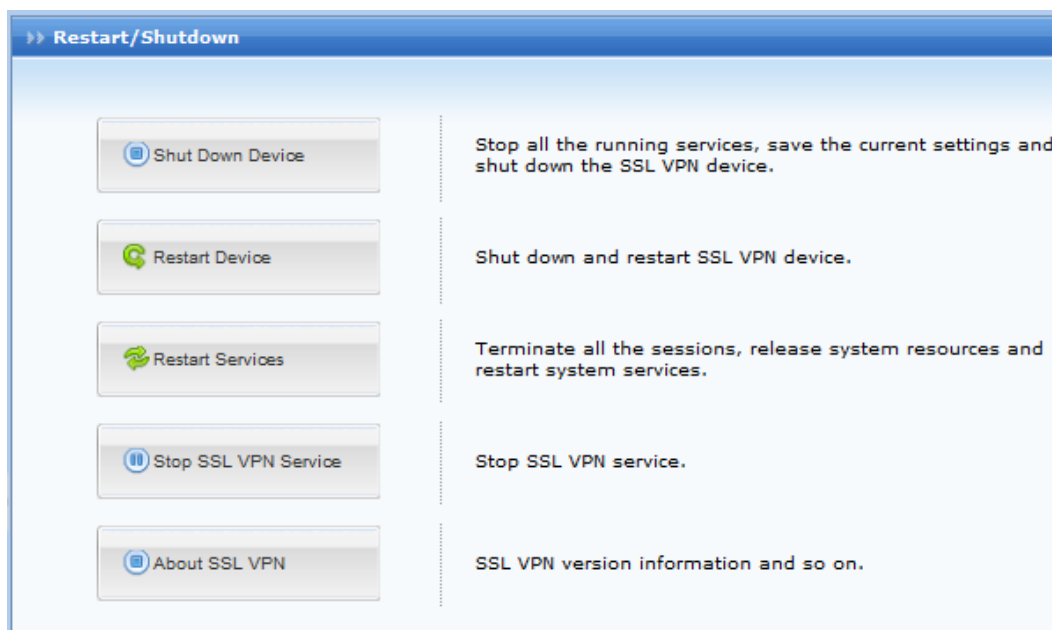 Restart/Shutdown
Shut Down Device
Stop all the running services, save the current settings and
shut down the SSL VPN device.
Restart Device
Shut down and restart SSL VPN device.
Restart Services
Terminate all the sessions, release system resources and
restart system services.
Stop SSL VPN Service
Stop SSL VPN service.
About SSL VPN
SSL VPN version information and so on.